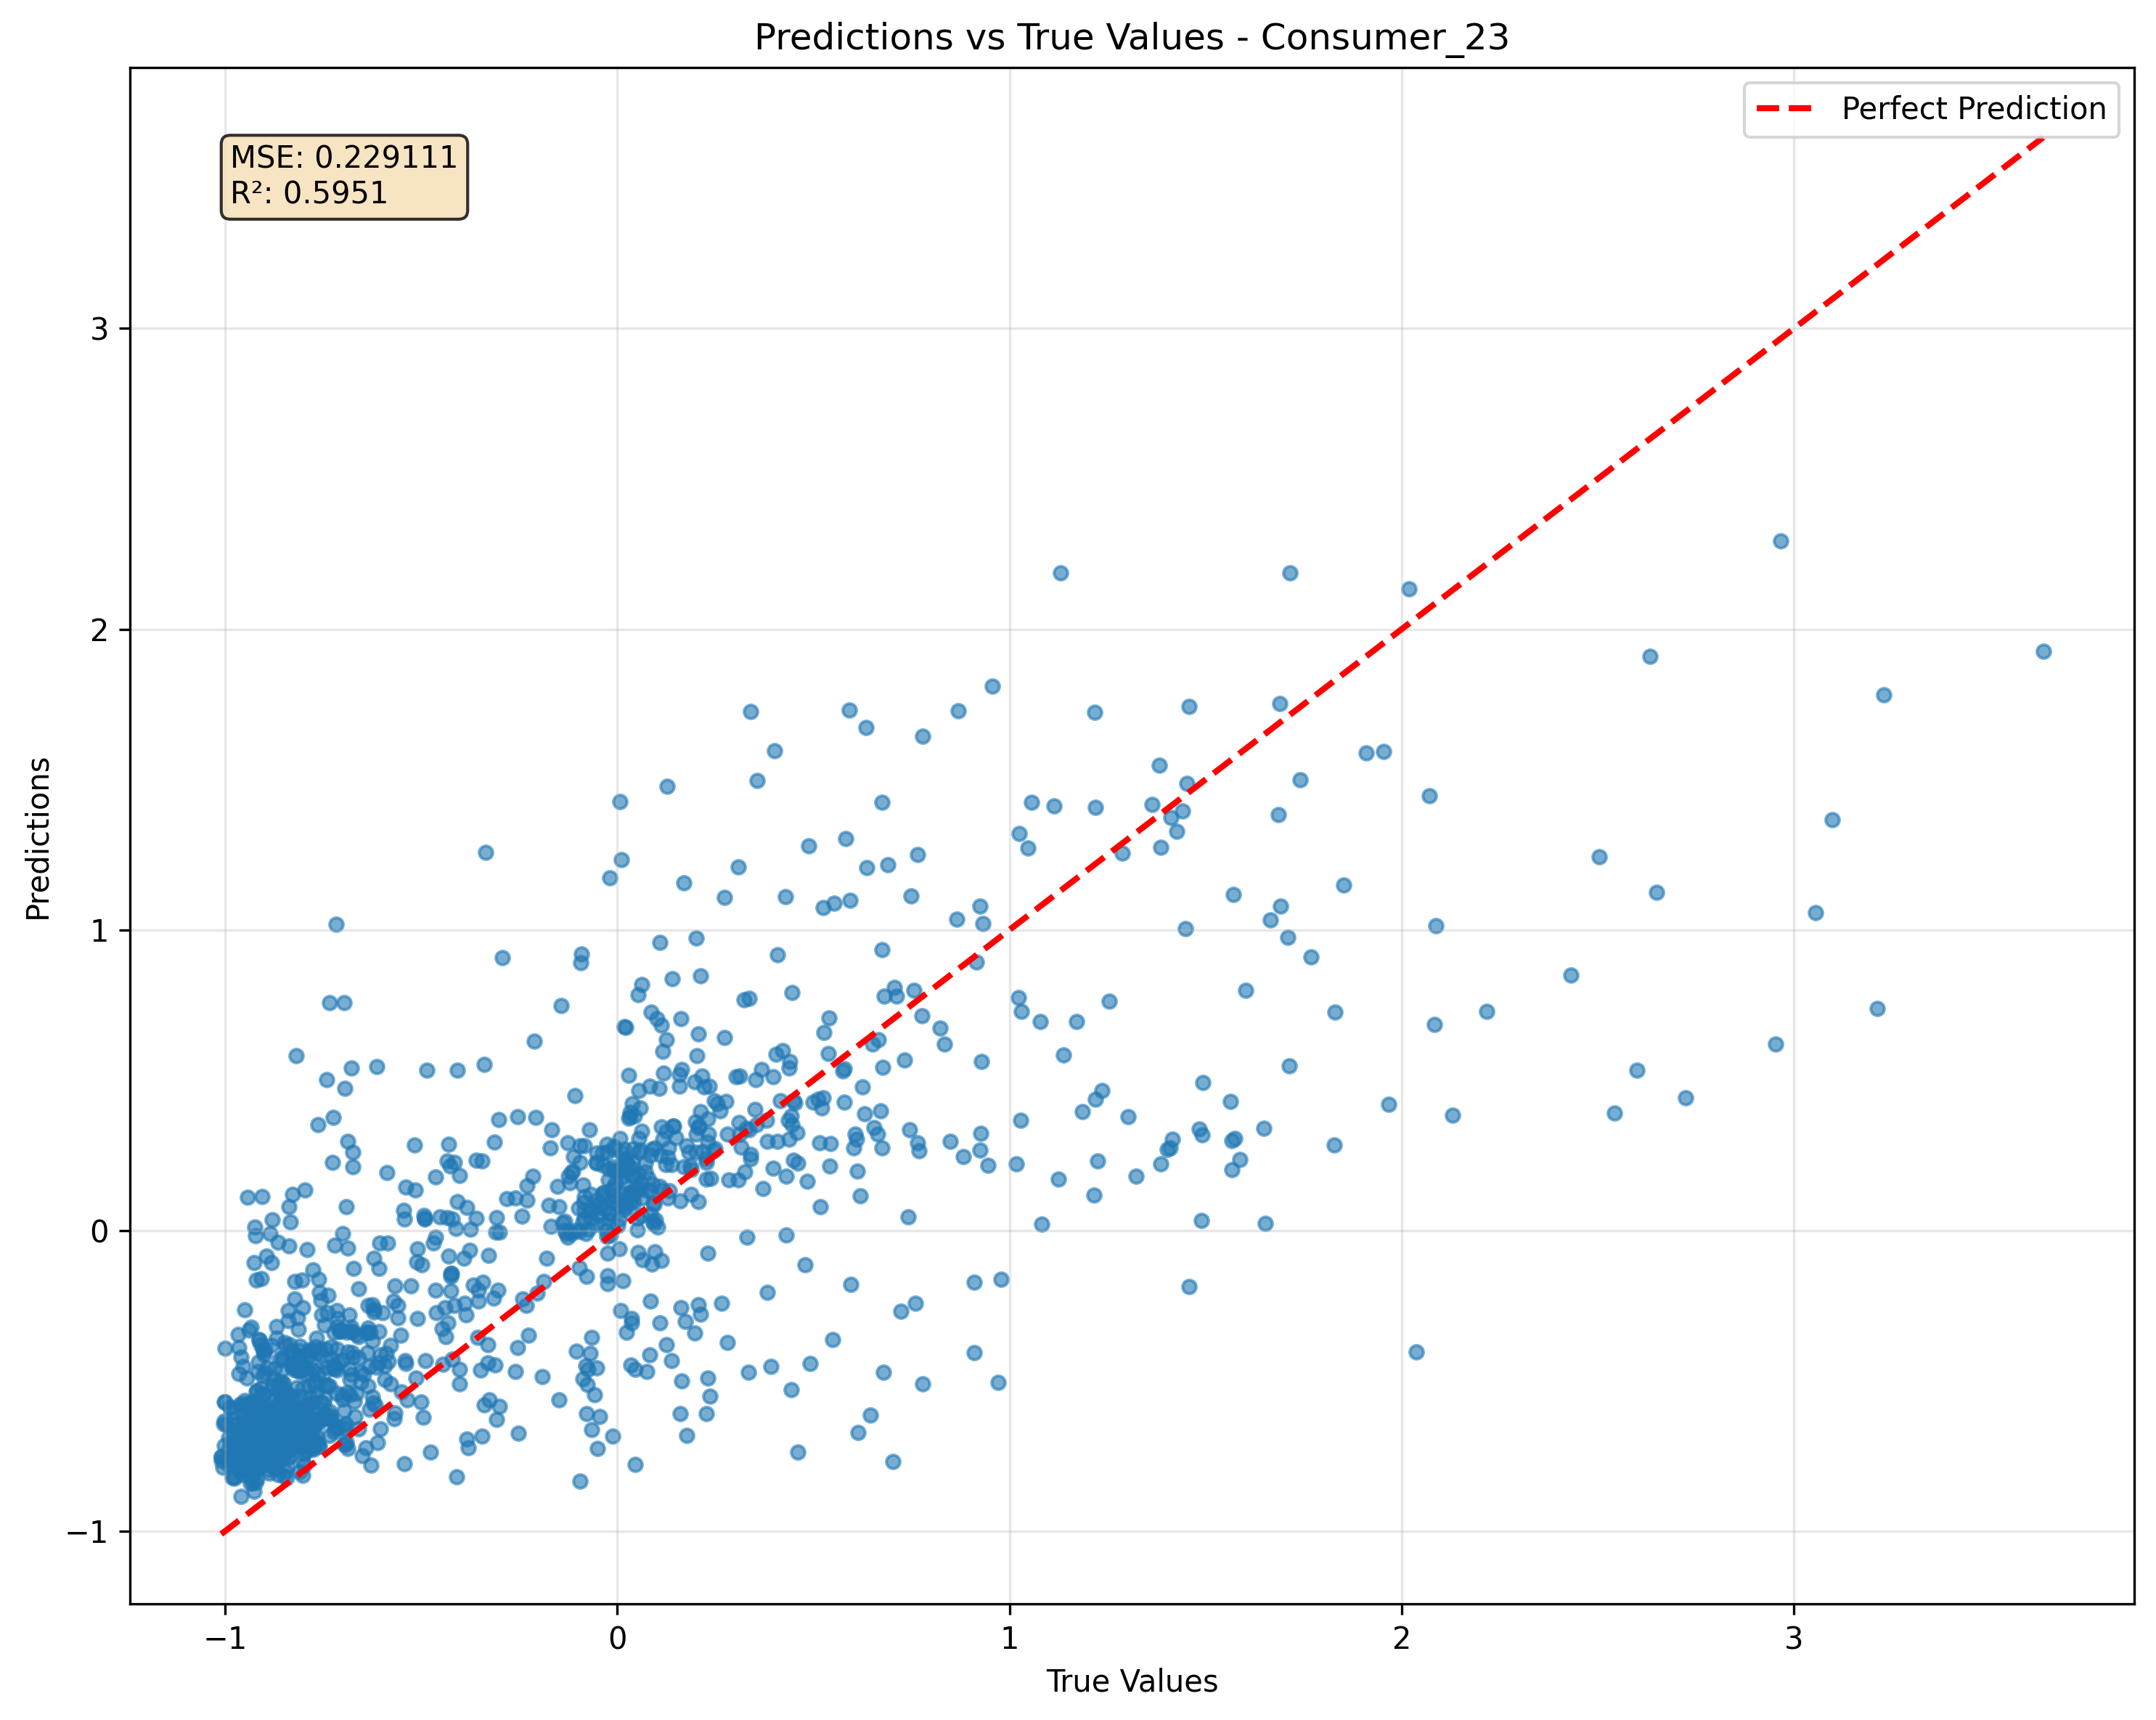 Predictions vs True Values - Consumer_23
Perfect Prediction
MSE: 0.229111
R²: 0.5951
3
2
1
0
−1
Predictions
−1 0 1 2 3
True Values